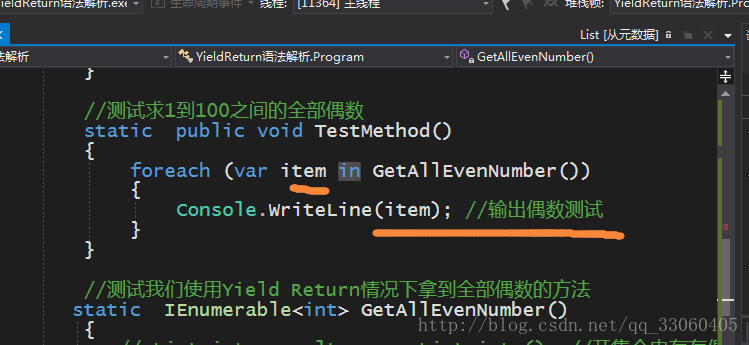 YieldReturn语法解析.exe 生命周期事件 线程: [11364] 主线程 堆栈帧: YieldReturn语法解析.Pro
List [从元数据]
法解析 YieldReturn语法解析.Program GetAllEvenNumber()
}
//测试求1到100之间的全部偶数
static  public void TestMethod()
{
foreach (var item in GetAllEvenNumber())
{
Console.WriteLine(item); //输出偶数测试
}
}
//测试我们使用Yield Return情况下拿到全部偶数的方法
static  IEnumerable<int> GetAllEvenNumber()
{
http://blog.csdn.net/qq_33060405